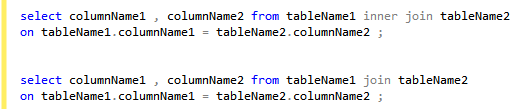 select columnName1 , columnName2 from tableName1 inner join tableName2
on tableName1.columnName1 = tableName2.columnName2 ;
select columnName1 , columnName2 from tableName1 join tableName2
on tableName1.columnName1 = tableName2.columnName2 ;